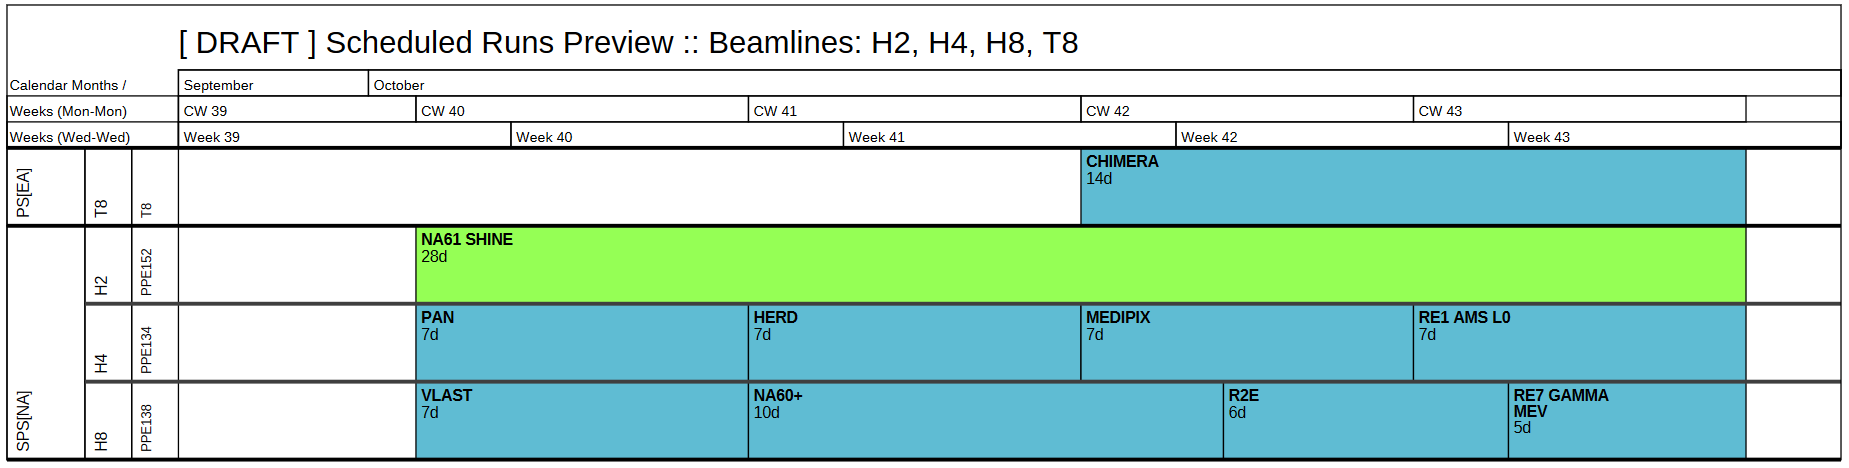 [ DRAFT ] Scheduled Runs Preview :: Beamlines: H2, H4, H8, T8
Calendar Months /
September
October
Weeks (Mon-Mon)
CW 39
CW 40
CW 41
CW 42
CW 43
Weeks (Wed-Wed)
Week 39
Week 40
Week 41
Week 42
Week 43
PS[EA]
T8
T8
CHIMERA
14d
SPS[NA]
H2
PPE152
NA61 SHINE
28d
H4
PPE134
PAN
7d
HERD
7d
MEDIPIX
7d
RE1 AMS L0
7d
H8
PPE138
VLAST
7d
NA60+
10d
R2E
6d
RE7 GAMMA
MEV
5d